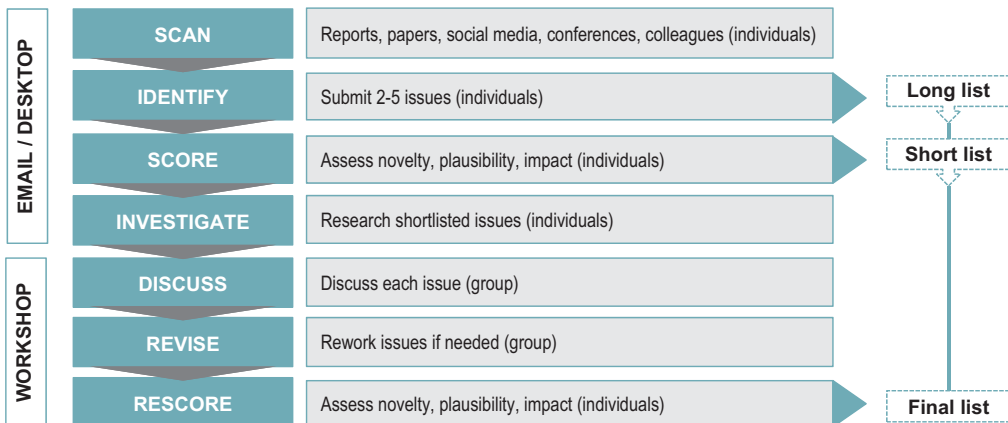 EMAIL / DESKTOP
SCAN
Reports, papers, social media, conferences, colleagues (individuals)
IDENTIFY
Submit 2-5 issues (individuals)
Long list
SCORE
Assess novelty, plausibility, impact (individuals)
Short list
INVESTIGATE
Research shortlisted issues (individuals)
WORKSHOP
DISCUSS
Discuss each issue (group)
REVISE
Rework issues if needed (group)
RESCORE
Assess novelty, plausibility, impact (individuals)
Final list